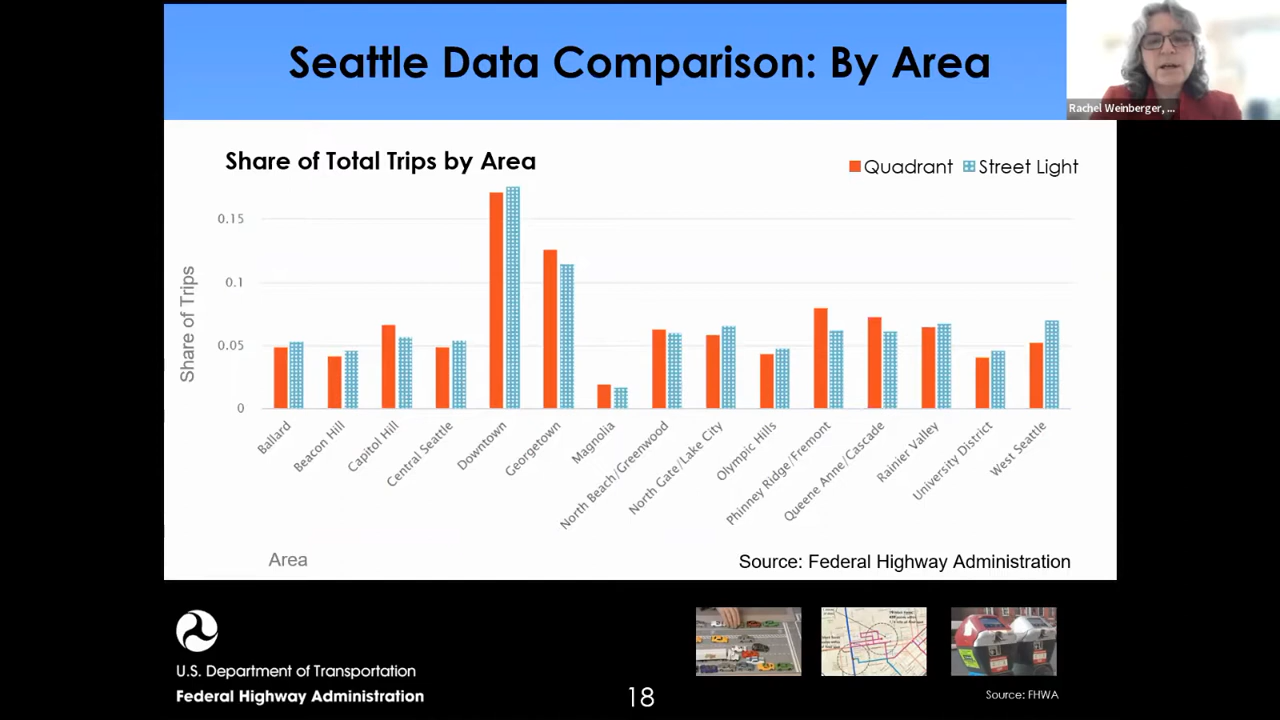 Seattle Data Comparison: By Area
Rachel Weinberger, ...
Share of Total Trips by Area
Quadrant
Street Light
0.15
0.1
0.05
0
Share of Trips
Ballard
Beacon Hill
Capitol Hill
Central Seattle
Downtown
Georgetown
Magnolia
North Beach/Greenwood
North Gate/Lake City
Olympic Hills
Phinney Ridge/Fremont
Queene Anne/Cascade
Rainier Valley
University District
West Seattle
Area
Source: Federal Highway Administration
U.S. Department of Transportation
Federal Highway Administration
18
Source: FHWA